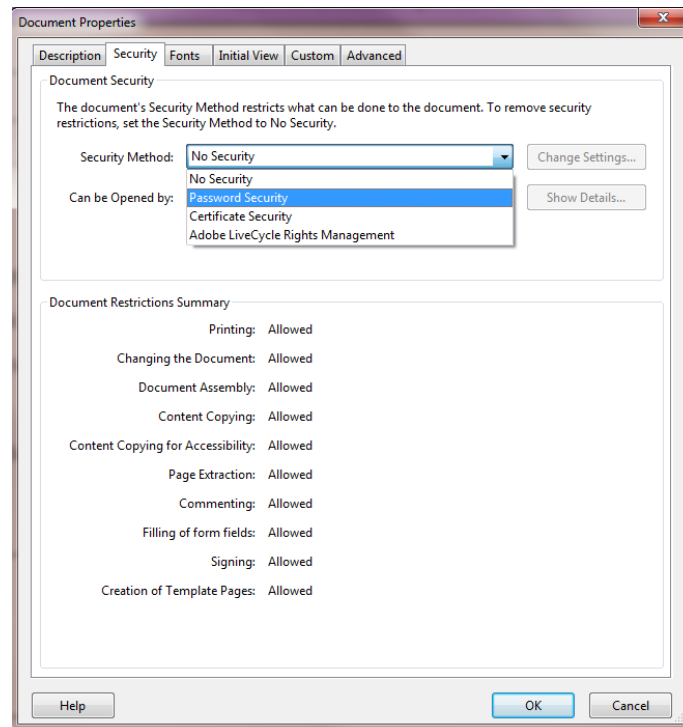 Document Properties
Description Security Fonts Initial View Custom Advanced
Document Security
The document's Security Method restricts what can be done to the document. To remove security
restrictions, set the Security Method to No Security.
Security Method: No Security Change Settings...
No Security
Can be Opened by: Password Security Show Details...
Certificate Security
Adobe LiveCycle Rights Management
Document Restrictions Summary
Printing: Allowed
Changing the Document: Allowed
Document Assembly: Allowed
Content Copying: Allowed
Content Copying for Accessibility: Allowed
Page Extraction: Allowed
Commenting: Allowed
Filling of form fields: Allowed
Signing: Allowed
Creation of Template Pages: Allowed
Help OK Cancel